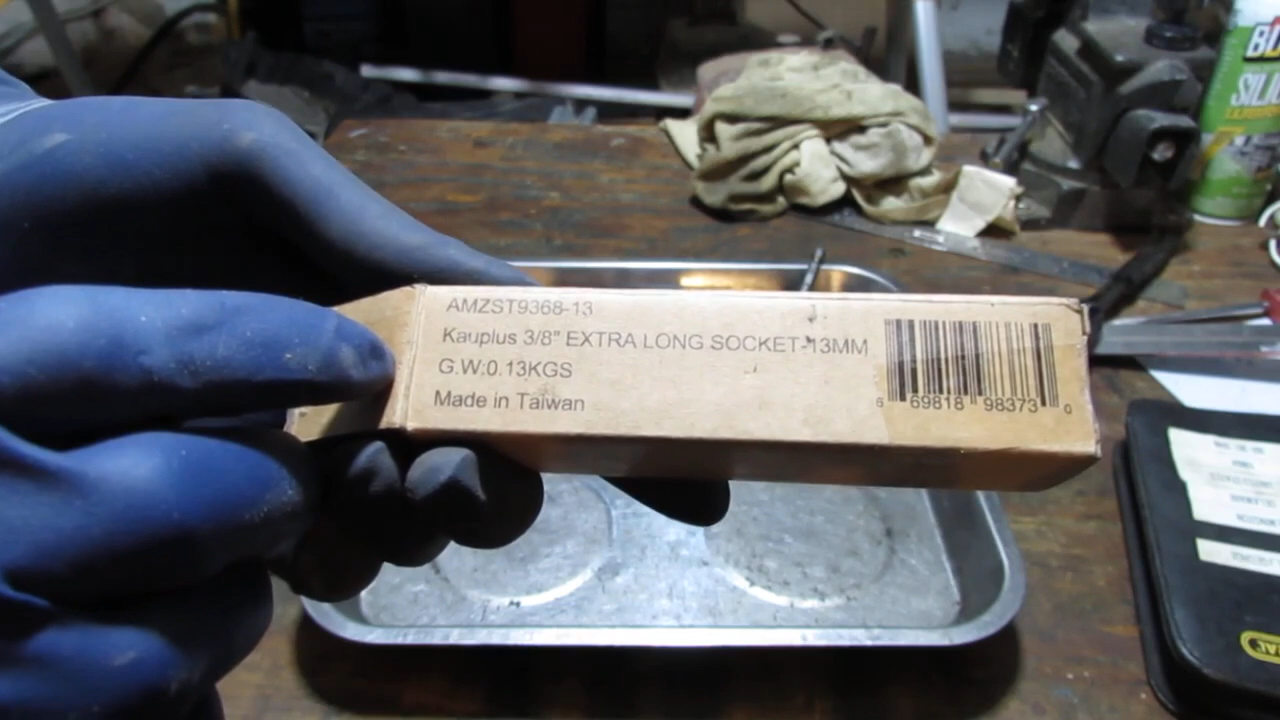 AMZST9368-13
Kauplus 3/8" EXTRA LONG SOCKET-13MM
G.W:0.13KGS
Made in Taiwan
6 69818 98373 0